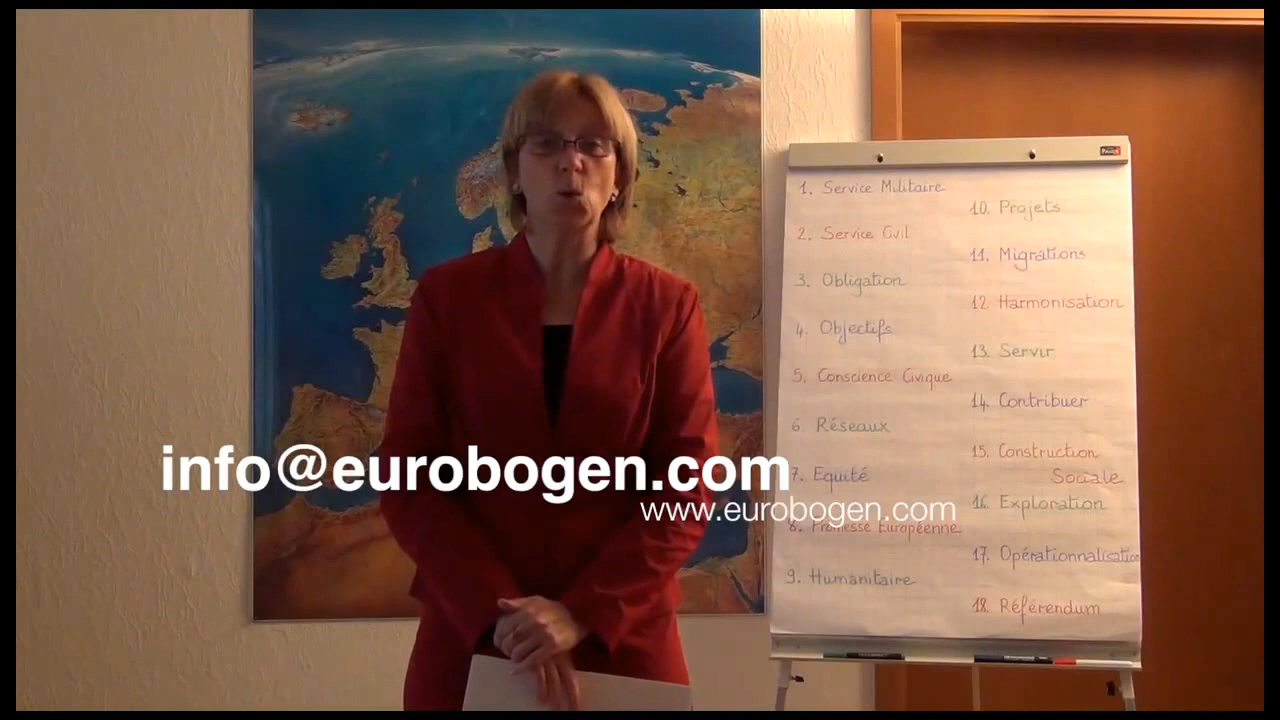 1. Service Militaire
2. Service Civil
3. Obligation
4. Objectifs
5. Conscience Civique
6 Réseaux
7. Equité
8. Promesse Européenne
9. Humanitaire
10. Projets
11. Migrations
12 Harmonisation
13. Servir
14. Contribuer
15. Construction
Sociale
16. Exploration
17. Opérationnalisation
18. Référendum
info@eurobogen.com
www.eurobogen.com